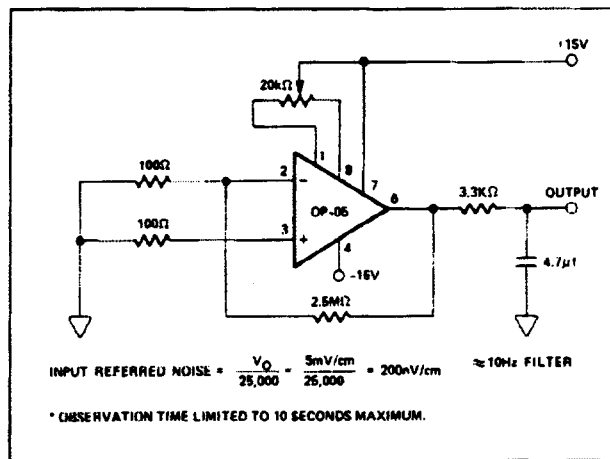 +15V
20kΩ
1
8
7
100Ω
2
−
6
3.3KΩ
OUTPUT
OP-05
100Ω
3
+
4
4.7μf
-15V
2.5MΩ
INPUT REFERRED NOISE = V₀/25,000 = 5mV/cm/25,000 = 200nV/cm
≈10Hz FILTER
* OBSERVATION TIME LIMITED TO 10 SECONDS MAXIMUM.